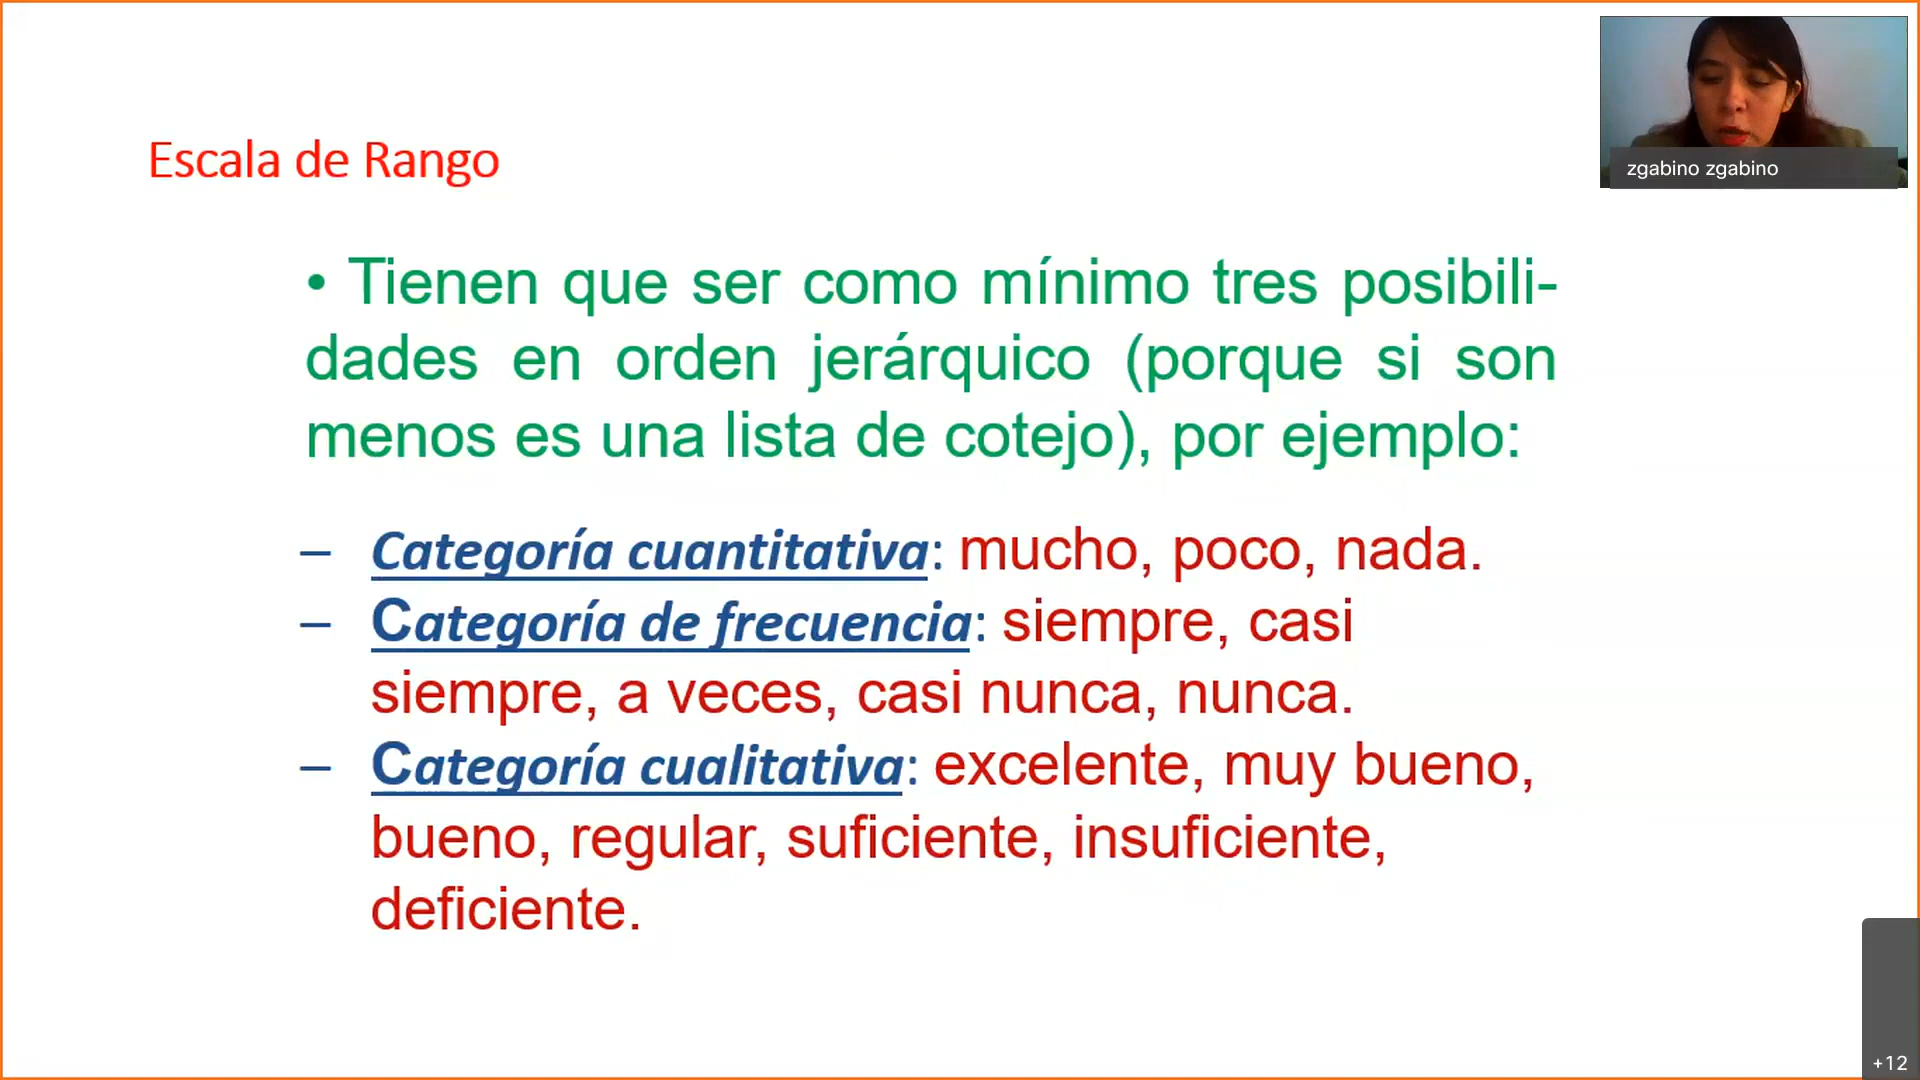 Escala de Rango
zgabino zgabino
• Tienen que ser como mínimo tres posibili-
dades en orden jerárquico (porque si son
menos es una lista de cotejo), por ejemplo:
– Categoría cuantitativa: mucho, poco, nada.
– Categoría de frecuencia: siempre, casi
siempre, a veces, casi nunca, nunca.
– Categoría cualitativa: excelente, muy bueno,
bueno, regular, suficiente, insuficiente,
deficiente.
+12